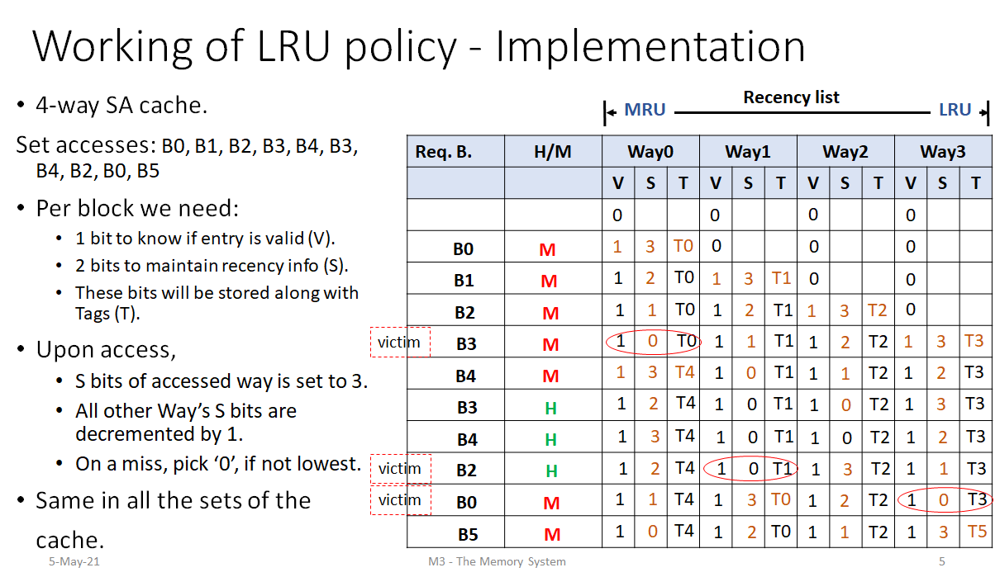 Working of LRU policy - Implementation
• 4-way SA cache.
Set accesses: B0, B1, B2, B3, B4, B3,
B4, B2, B0, B5
• Per block we need:
• 1 bit to know if entry is valid (V).
• 2 bits to maintain recency info (S).
• These bits will be stored along with
Tags (T).
• Upon access,
• S bits of accessed way is set to 3.
• All other Way's S bits are
decremented by 1.
• On a miss, pick '0', if not lowest.
• Same in all the sets of the
cache.
Recency list
MRU LRU
Req. B. H/M Way0 Way1 Way2 Way3
V S T V S T V S T V S T
0 0 0 0
B0 M 1 3 T0 0 0 0
B1 M 1 2 T0 1 3 T1 0 0
B2 M 1 1 T0 1 2 T1 1 3 T2 0
victim B3 M 1 0 T0 1 1 T1 1 2 T2 1 3 T3
B4 M 1 3 T4 1 0 T1 1 1 T2 1 2 T3
B3 H 1 2 T4 1 0 T1 1 0 T2 1 3 T3
B4 H 1 3 T4 1 0 T1 1 0 T2 1 2 T3
victim B2 H 1 2 T4 1 0 T1 1 3 T2 1 1 T3
victim B0 M 1 1 T4 1 3 T0 1 2 T2 1 0 T3
B5 M 1 0 T4 1 2 T0 1 1 T2 1 3 T5
5-May-21 M3 - The Memory System 5